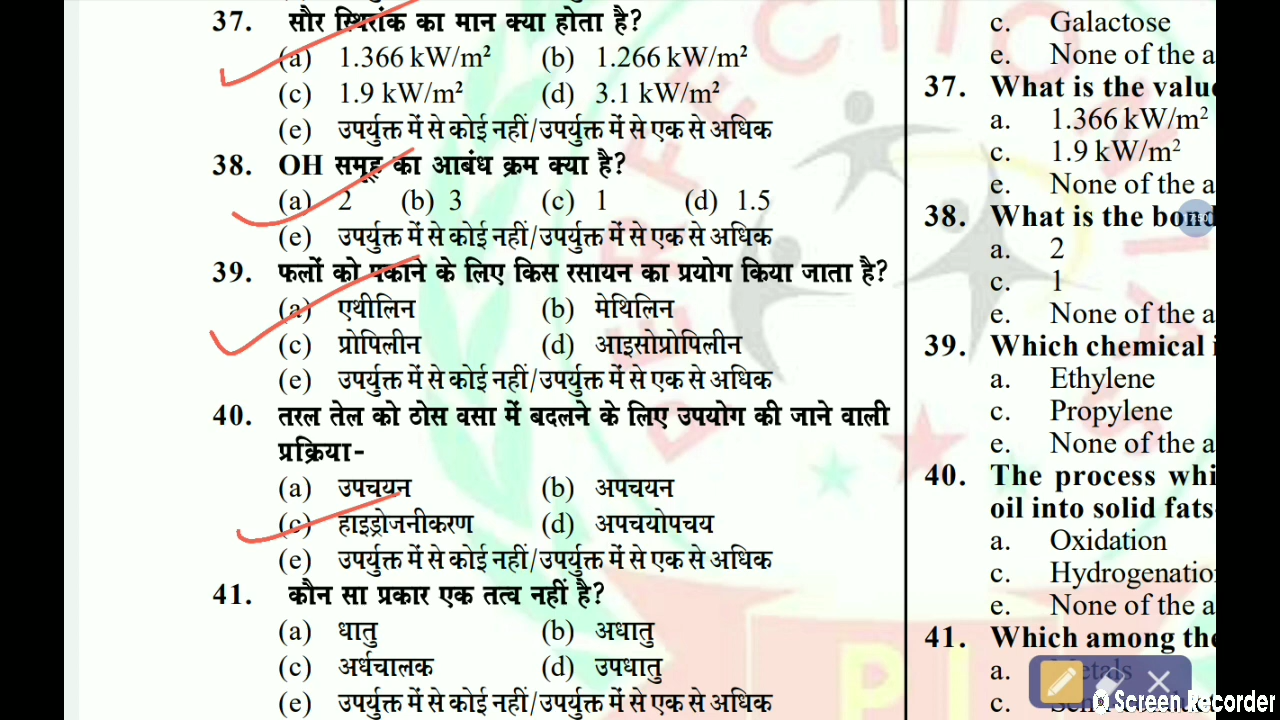 37. सौर स्थिरांक का मान क्या होता है?
(a) 1.366 kW/m² (b) 1.266 kW/m²
(c) 1.9 kW/m² (d) 3.1 kW/m²
(e) उपर्युक्त में से कोई नहीं/उपर्युक्त में से एक से अधिक
38. OH समूह का आबंध क्रम क्या है?
(a) 2 (b) 3 (c) 1 (d) 1.5
(e) उपर्युक्त में से कोई नहीं/उपर्युक्त में से एक से अधिक
39. फलों को पकाने के लिए किस रसायन का प्रयोग किया जाता है?
(a) एथीलिन (b) मेथिलिन
(c) प्रोपिलीन (d) आइसोप्रोपिलीन
(e) उपर्युक्त में से कोई नहीं/उपर्युक्त में से एक से अधिक
40. तरल तेल को ठोस वसा में बदलने के लिए उपयोग की जाने वाली
प्रक्रिया-
(a) उपचयन (b) अपचयन
(c) हाइड्रोजनीकरण (d) अपचयोपचय
(e) उपर्युक्त में से कोई नहीं/उपर्युक्त में से एक से अधिक
41. कौन सा प्रकार एक तत्व नहीं है?
(a) धातु (b) अधातु
(c) अर्धचालक (d) उपधातु
(e) उपर्युक्त में से कोई नहीं/उपर्युक्त में से एक से अधिक
c. Galactose
e. None of the a
37. What is the valu
a. 1.366 kW/m²
c. 1.9 kW/m²
e. None of the a
38. What is the bond
a. 2
c. 1
e. None of the a
39. Which chemical i
a. Ethylene
c. Propylene
e. None of the a
40. The process whi
oil into solid fats
a. Oxidation
c. Hydrogenatio
e. None of the a
41. Which among the
a. Metals
c.
Screen Recorder
PERFECTION
PI